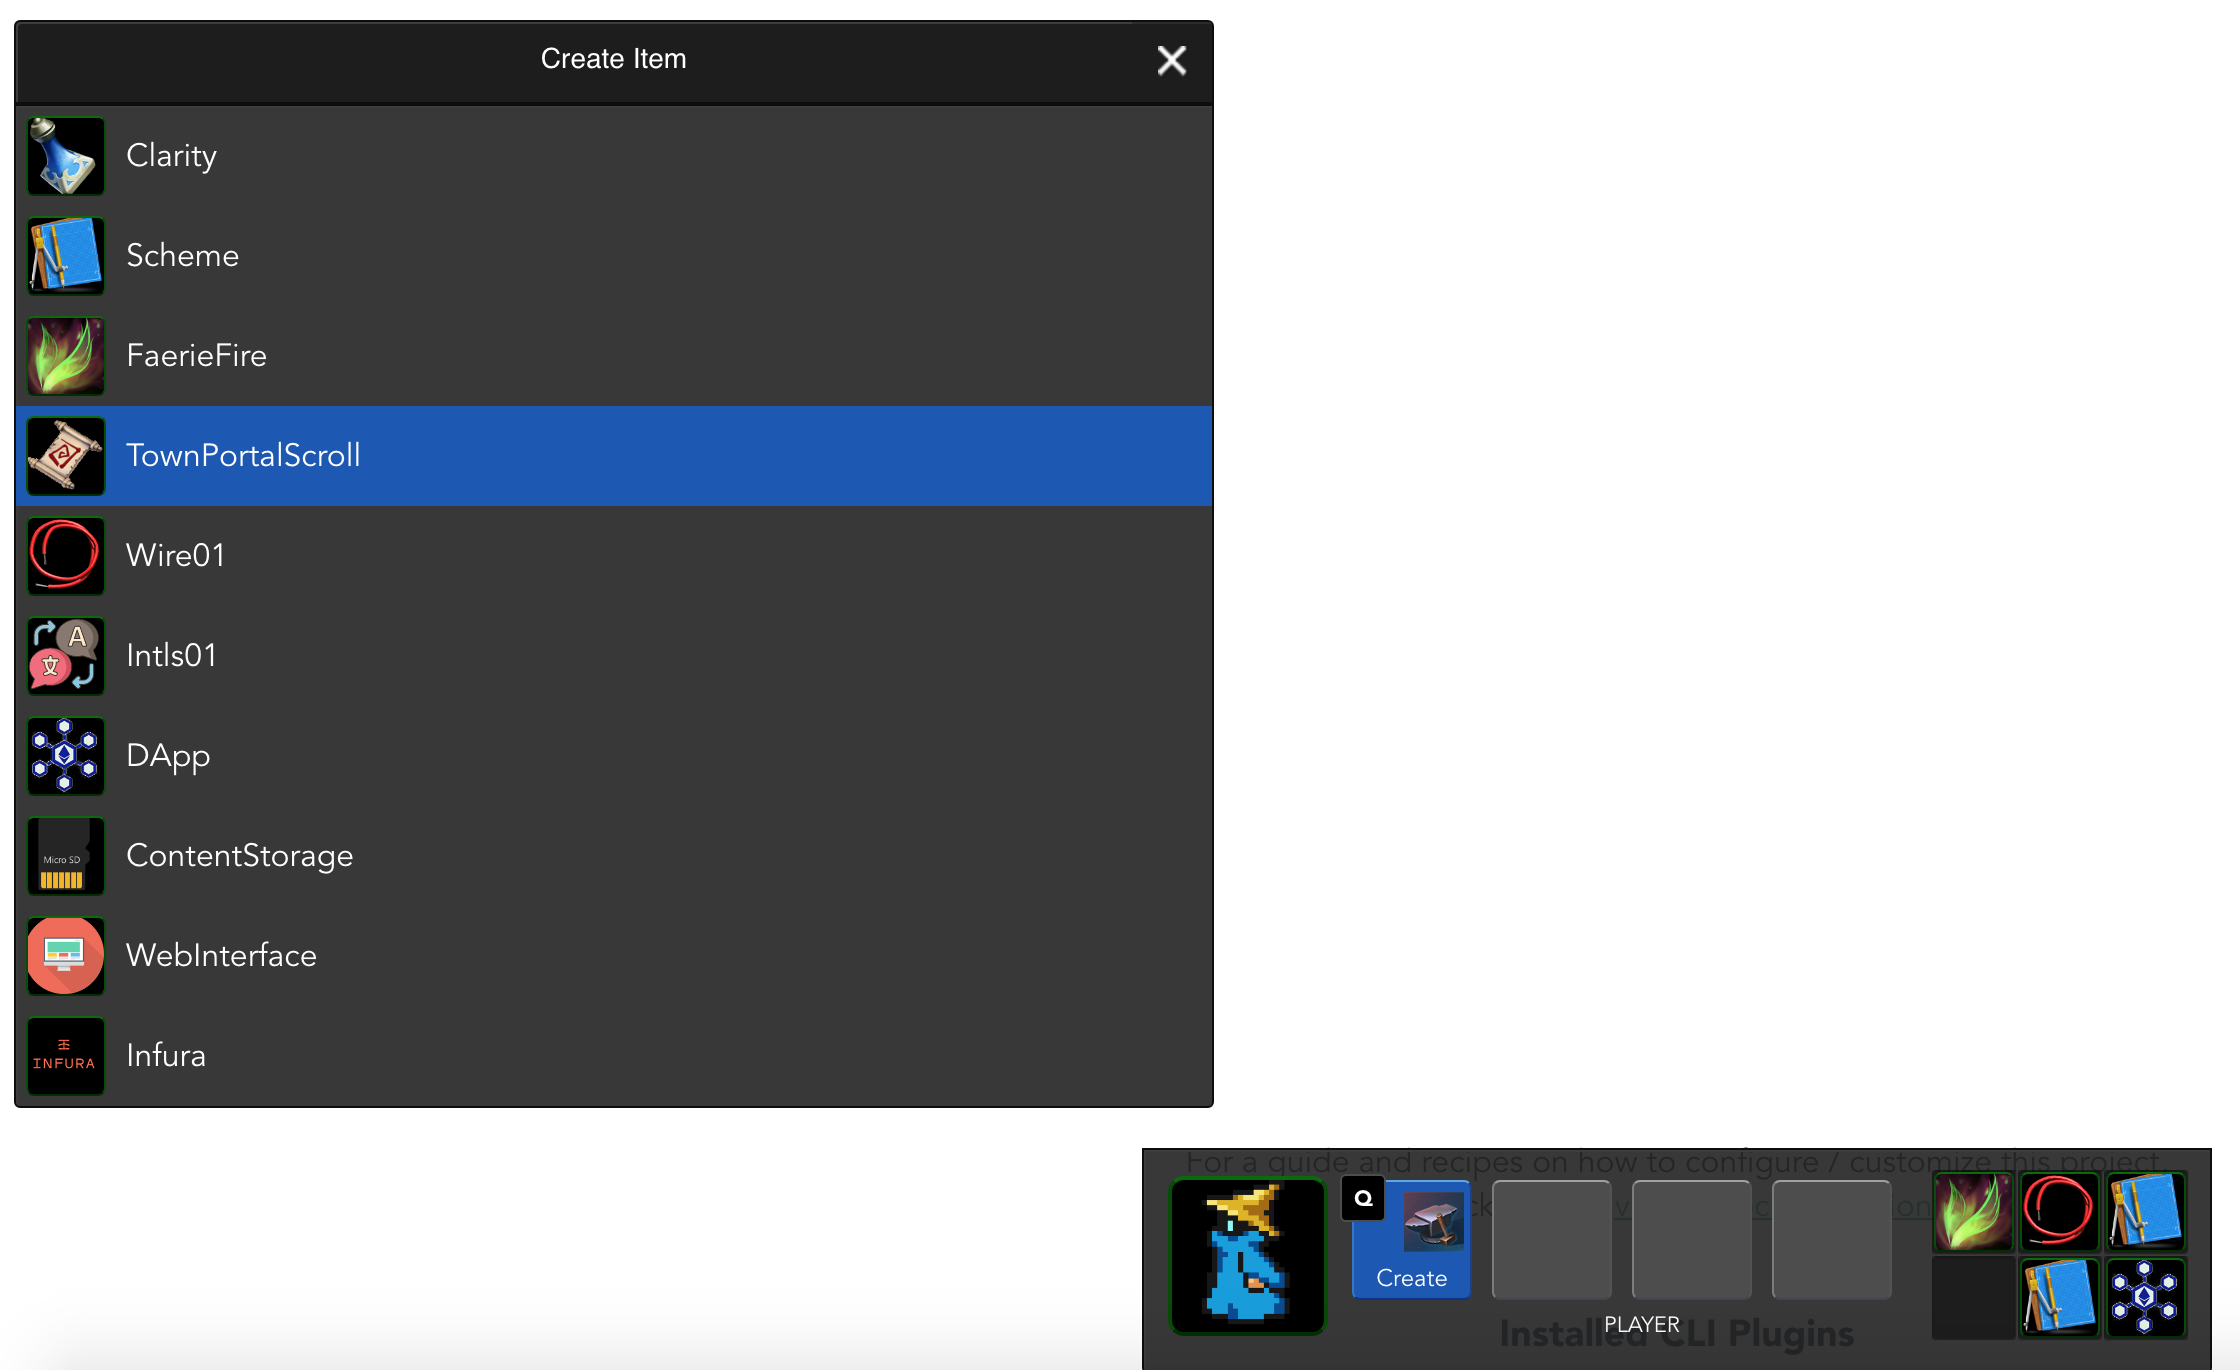 Create Item
Clarity
Scheme
FaerieFire
TownPortalScroll
Wire01
A
文
Intls01
DApp
Micro SD
ContentStorage
WebInterface
INFURA
Infura
For a guide and recipes on how to configure / customize this project
Q
Create
PLAYER
Installed CLI Plugins